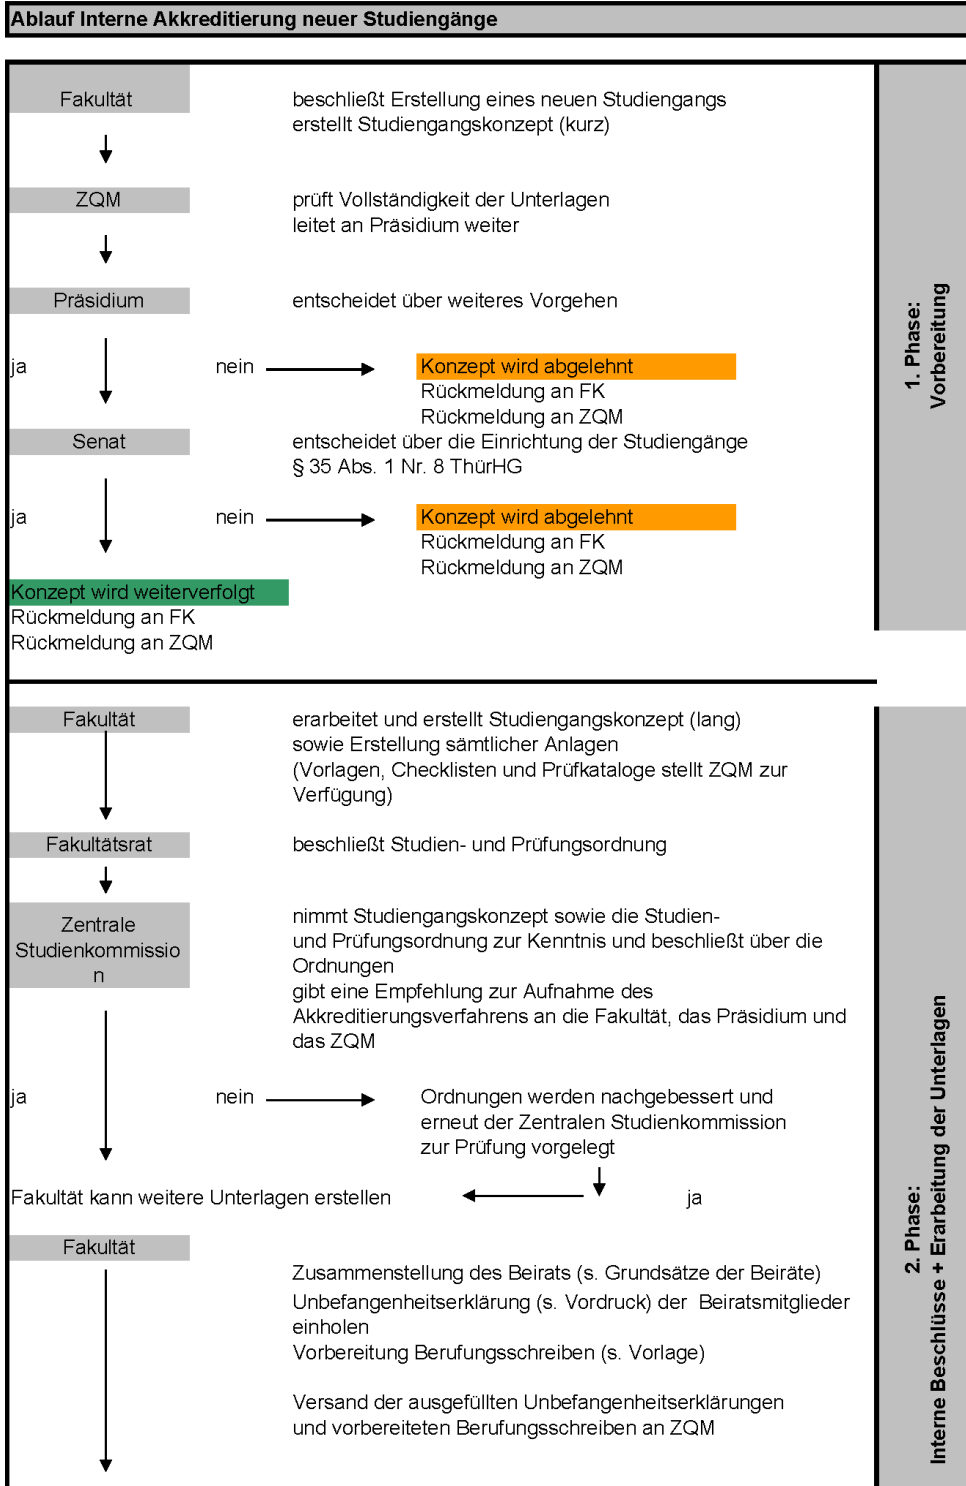 Ablauf Interne Akkreditierung neuer Studiengänge
Fakultät
beschließt Erstellung eines neuen Studiengangs
erstellt Studiengangskonzept (kurz)
ZQM
prüft Vollständigkeit der Unterlagen
leitet an Präsidium weiter
Präsidium
entscheidet über weiteres Vorgehen
ja
nein
Konzept wird abgelehnt
Rückmeldung an FK
Rückmeldung an ZQM
Senat
entscheidet über die Einrichtung der Studiengänge
§ 35 Abs. 1 Nr. 8 ThürHG
ja
nein
Konzept wird abgelehnt
Rückmeldung an FK
Rückmeldung an ZQM
Konzept wird weiterverfolgt
Rückmeldung an FK
Rückmeldung an ZQM
1. Phase:
Vorbereitung
Fakultät
erarbeitet und erstellt Studiengangskonzept (lang)
sowie Erstellung sämtlicher Anlagen
(Vorlagen, Checklisten und Prüfkataloge stellt ZQM zur
Verfügung)
Fakultätsrat
beschließt Studien- und Prüfungsordnung
Zentrale
Studienkommissio
n
nimmt Studiengangskonzept sowie die Studien-
und Prüfungsordnung zur Kenntnis und beschließt über die
Ordnungen
gibt eine Empfehlung zur Aufnahme des
Akkreditierungsverfahrens an die Fakultät, das Präsidium und
das ZQM
ja
nein
Ordnungen werden nachgebessert und
erneut der Zentralen Studienkommission
zur Prüfung vorgelegt
Fakultät kann weitere Unterlagen erstellen
ja
Fakultät
Zusammenstellung des Beirats (s. Grundsätze der Beiräte)
Unbefangenheitserklärung (s. Vordruck) der  Beiratsmitglieder
einholen
Vorbereitung Berufungsschreiben (s. Vorlage)
Versand der ausgefüllten Unbefangenheitserklärungen
und vorbereiteten Berufungsschreiben an ZQM
2. Phase:
Interne Beschlüsse + Erarbeitung der Unterlagen